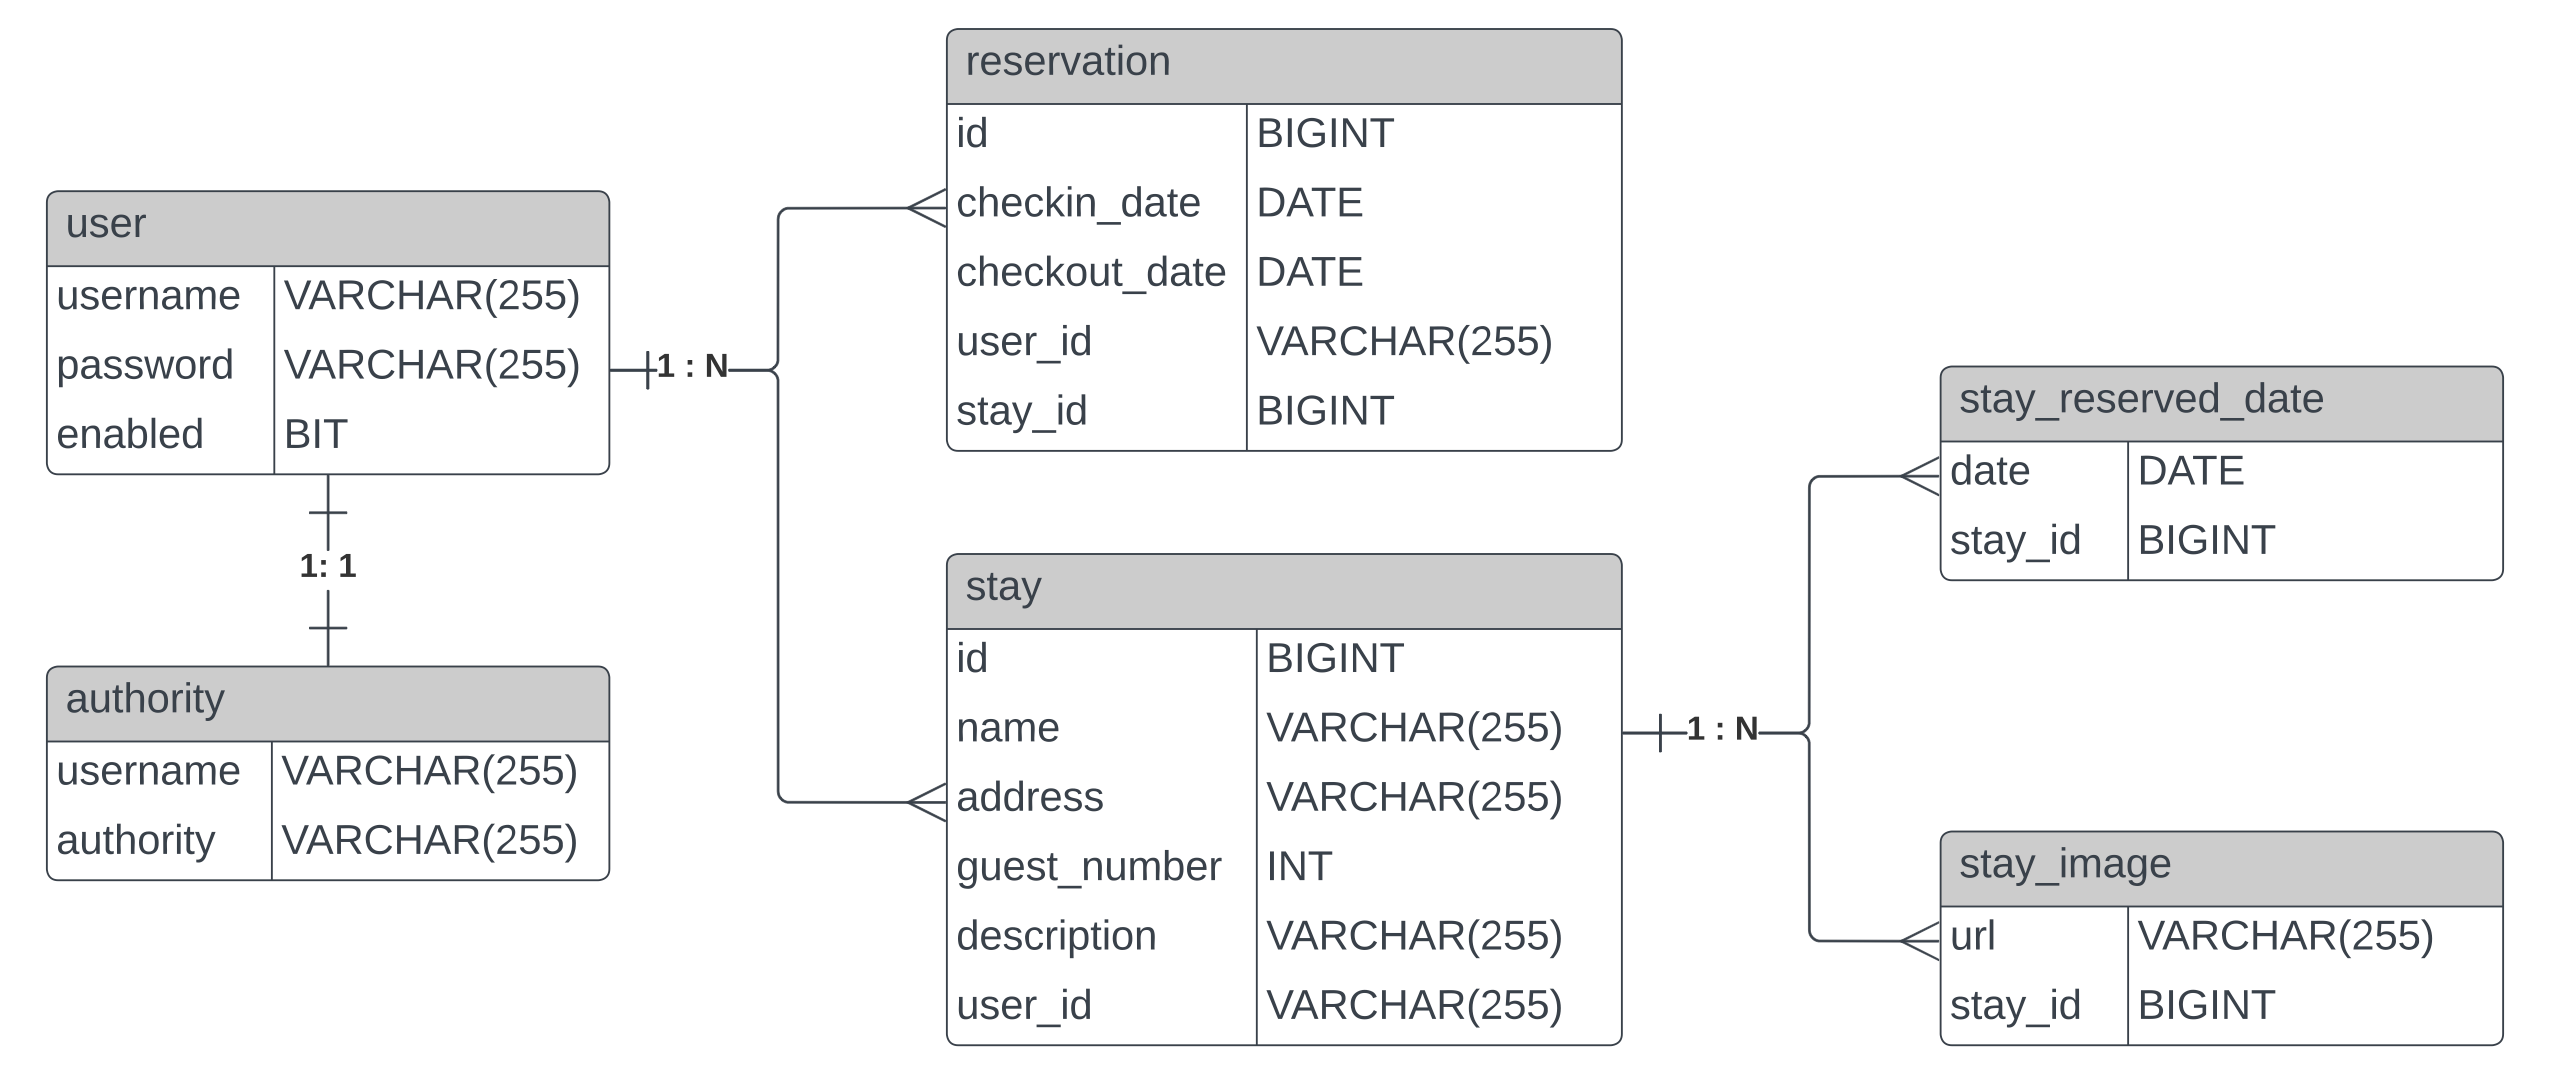 user
username VARCHAR(255)
password VARCHAR(255)
enabled BIT
1: 1
authority
username VARCHAR(255)
authority VARCHAR(255)
1 : N
reservation
id BIGINT
checkin_date DATE
checkout_date DATE
user_id VARCHAR(255)
stay_id BIGINT
stay
id BIGINT
name VARCHAR(255)
address VARCHAR(255)
guest_number INT
description VARCHAR(255)
user_id VARCHAR(255)
1 : N
stay_reserved_date
date DATE
stay_id BIGINT
stay_image
url VARCHAR(255)
stay_id BIGINT